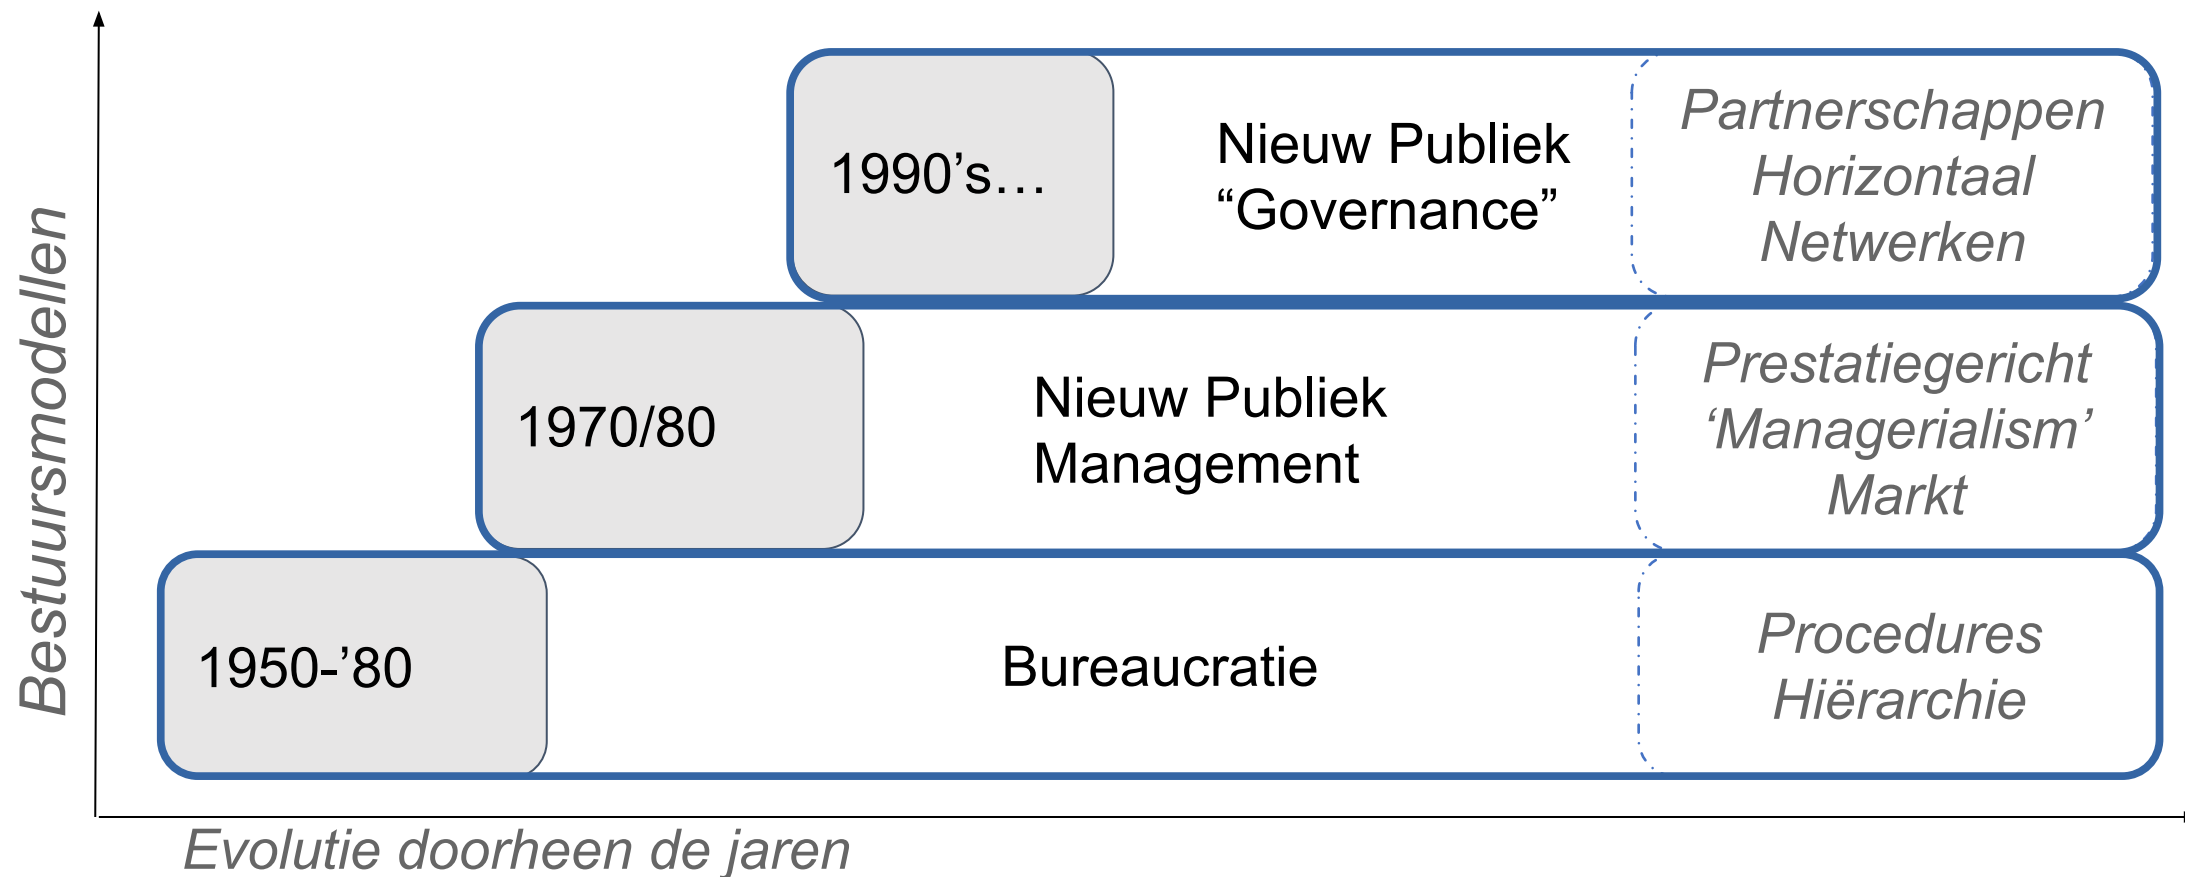 Bestuursmodellen
1990’s…
Nieuw Publiek
“Governance”
Partnerschappen
Horizontaal
Netwerken
1970/80
Nieuw Publiek
Management
Prestatiegericht
‘Managerialism’
Markt
1950-’80
Bureaucratie
Procedures
Hiërarchie
Evolutie doorheen de jaren